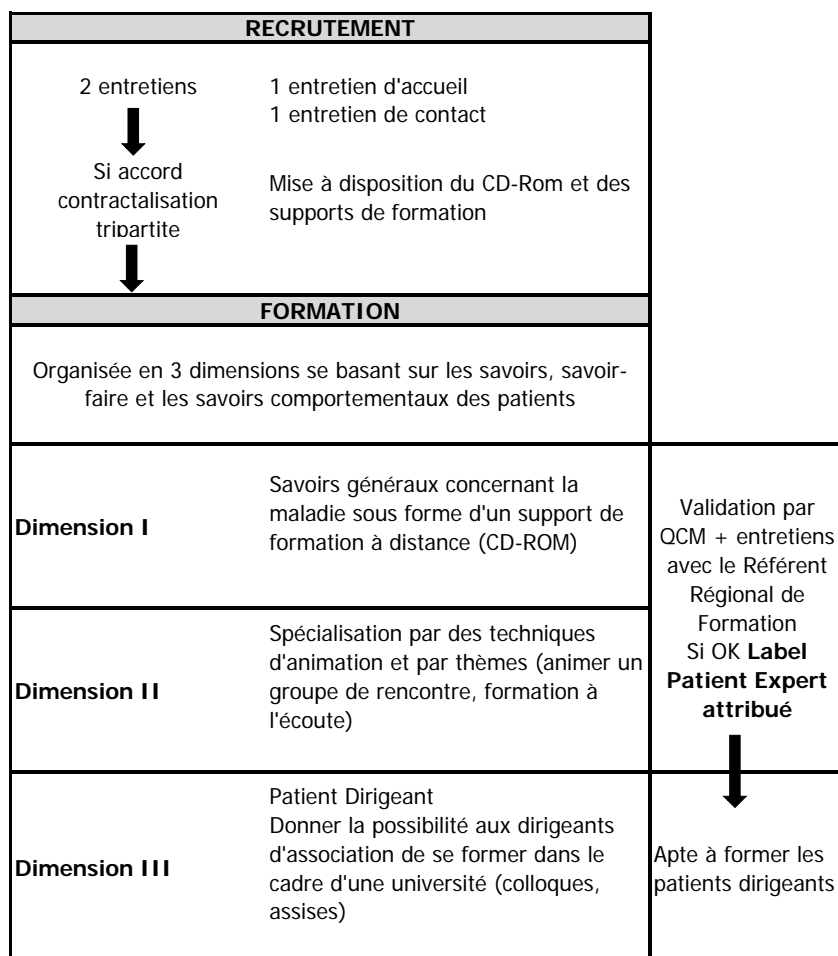 RECRUTEMENT
2 entretiens
1 entretien d'accueil
1 entretien de contact
Si accord
contractalisation
tripartite
Mise à disposition du CD-Rom et des
supports de formation
FORMATION
Organisée en 3 dimensions se basant sur les savoirs, savoir-
faire et les savoirs comportementaux des patients
Dimension I
Savoirs généraux concernant la
maladie sous forme d'un support de
formation à distance (CD-ROM)
Validation par
QCM + entretiens
avec le Référent
Régional de
Formation
Si OK Label
Patient Expert
attribué
Dimension II
Spécialisation par des techniques
d'animation et par thèmes (animer un
groupe de rencontre, formation à
l'écoute)
Dimension III
Patient Dirigeant
Donner la possibilité aux dirigeants
d'association de se former dans le
cadre d'une université (colloques,
assises)
Apte à former les
patients dirigeants